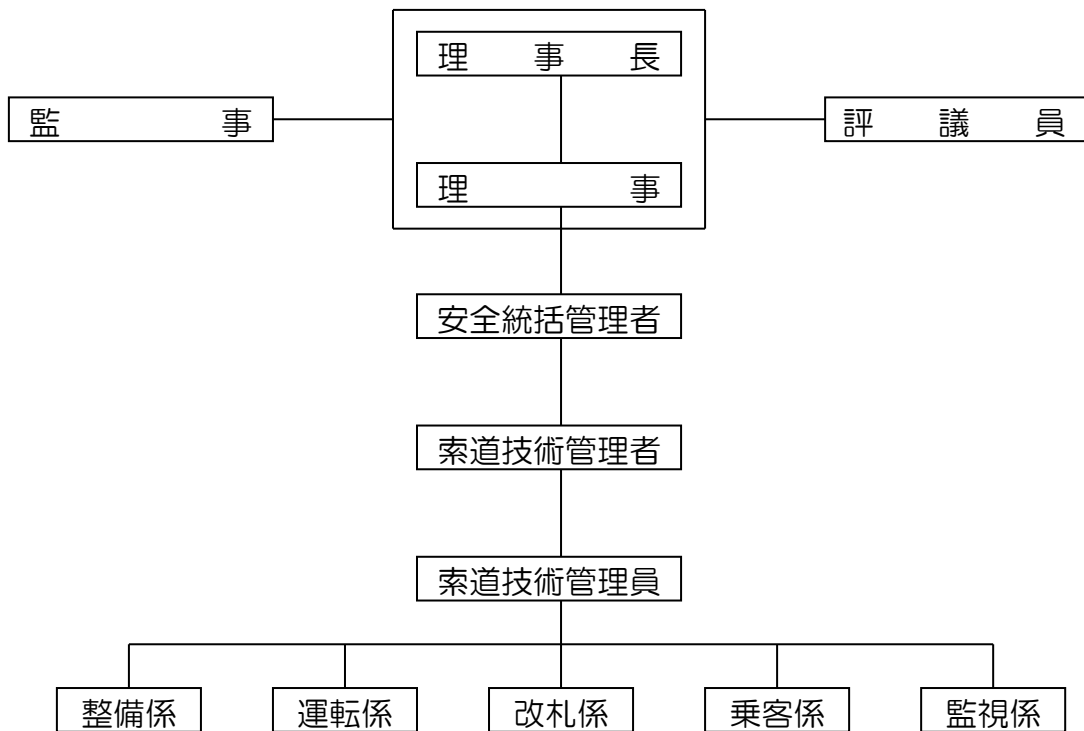 理事長
監事
評議員
理事
安全統括管理者
索道技術管理者
索道技術管理員
整備係
運転係
改札係
乗客係
監視係